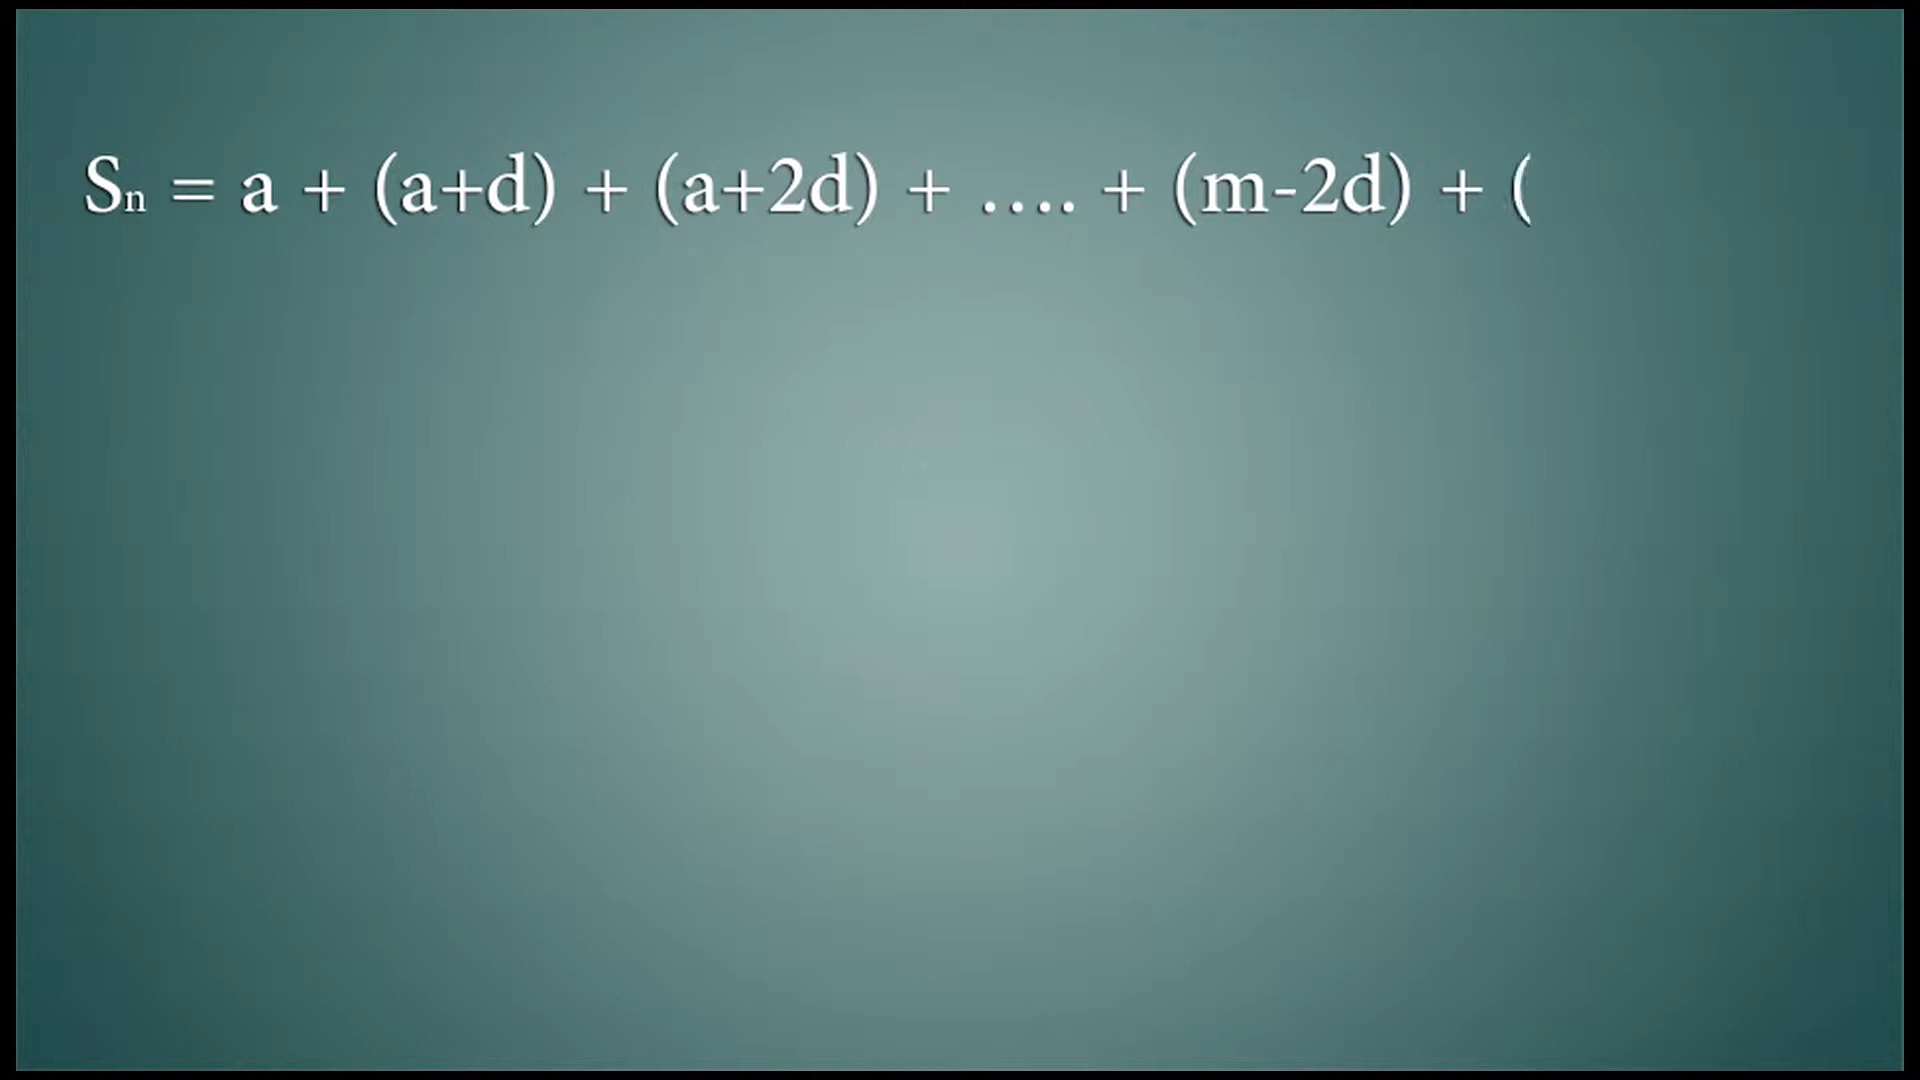 Sn = a + (a+d) + (a+2d) + .... + (m-2d) + (